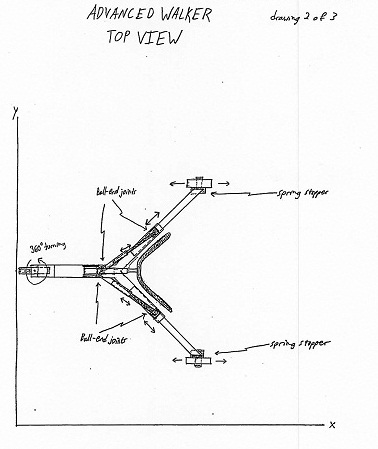 ADVANCED WALKER
TOP VIEW
drawing 2 of 3
Y
Ball-end joints
spring stopper
360° turning
Ball-end joints
spring stopper
X